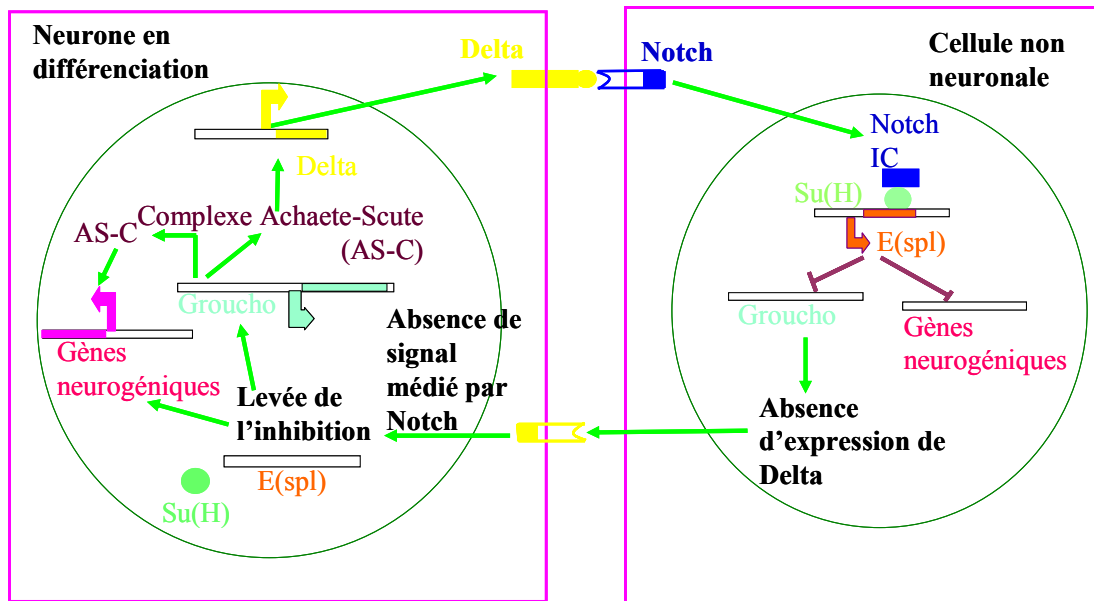 Neurone en
différenciation
Delta
Notch
Cellule non
neuronale
Delta
Complexe Achaete-Scute
(AS-C)
AS-C
Groucho
Gènes
neurogéniques
Levée de
l’inhibition
Absence de
signal
médié par
Notch
E(spl)
Su(H)
Notch
IC
Su(H)
E(spl)
Groucho
Gènes
neurogéniques
Absence
d’expression de
Delta